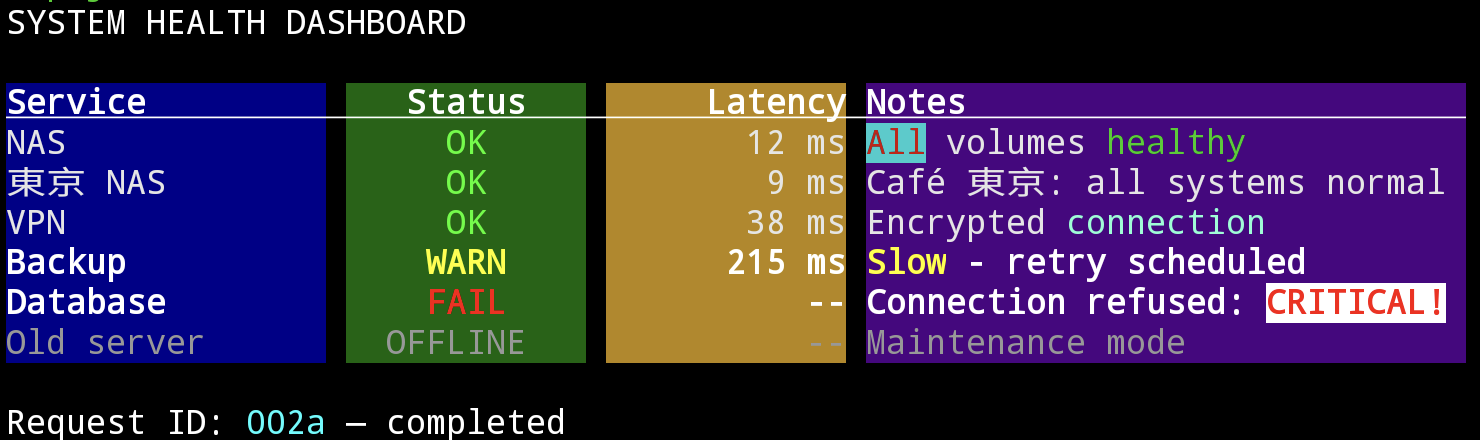 SYSTEM HEALTH DASHBOARD
Service Status Latency Notes
NAS OK 12 ms All volumes healthy
東京 NAS OK 9 ms Café 東京: all systems normal
VPN OK 38 ms Encrypted connection
Backup WARN 215 ms Slow - retry scheduled
Database FAIL -- Connection refused: CRITICAL!
Old server OFFLINE -- Maintenance mode
Request ID: OO2a — completed